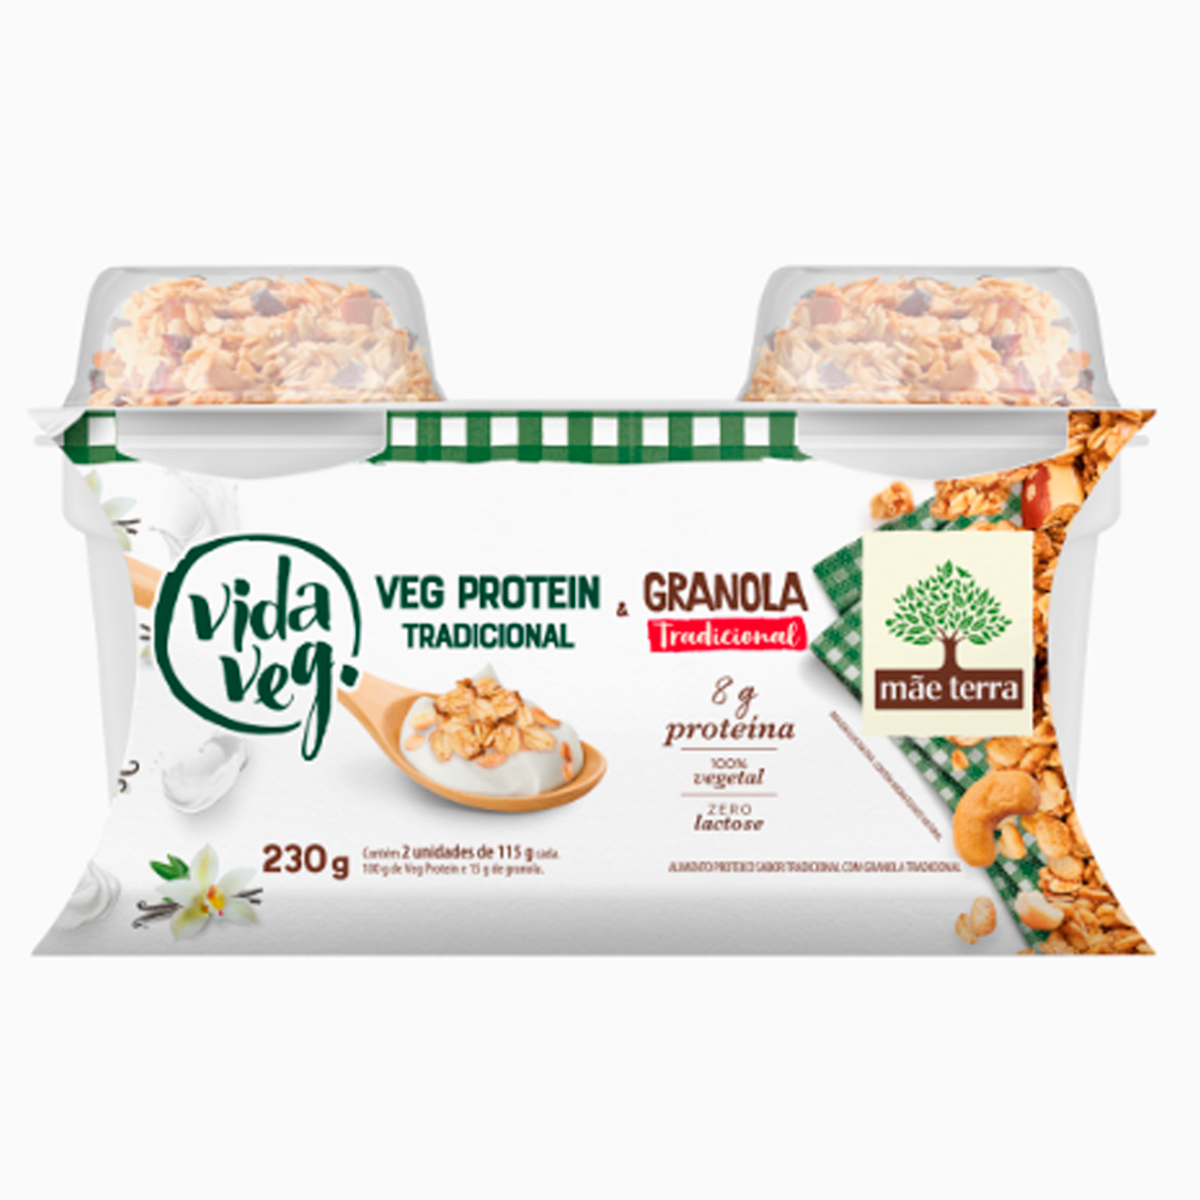 vida
veg.
VEG PROTEIN
TRADICIONAL
&
GRANOLA
Tradicional
8 g
proteína
100%
vegetal
ZERO
lactose
mãe terra
230g
Contém 2 unidades de 115 g cada.
100 g de Veg Protein e 15 g de granola.
ALIMENTO PROTEICO SABOR TRADICIONAL COM GRANOLA TRADICIONAL